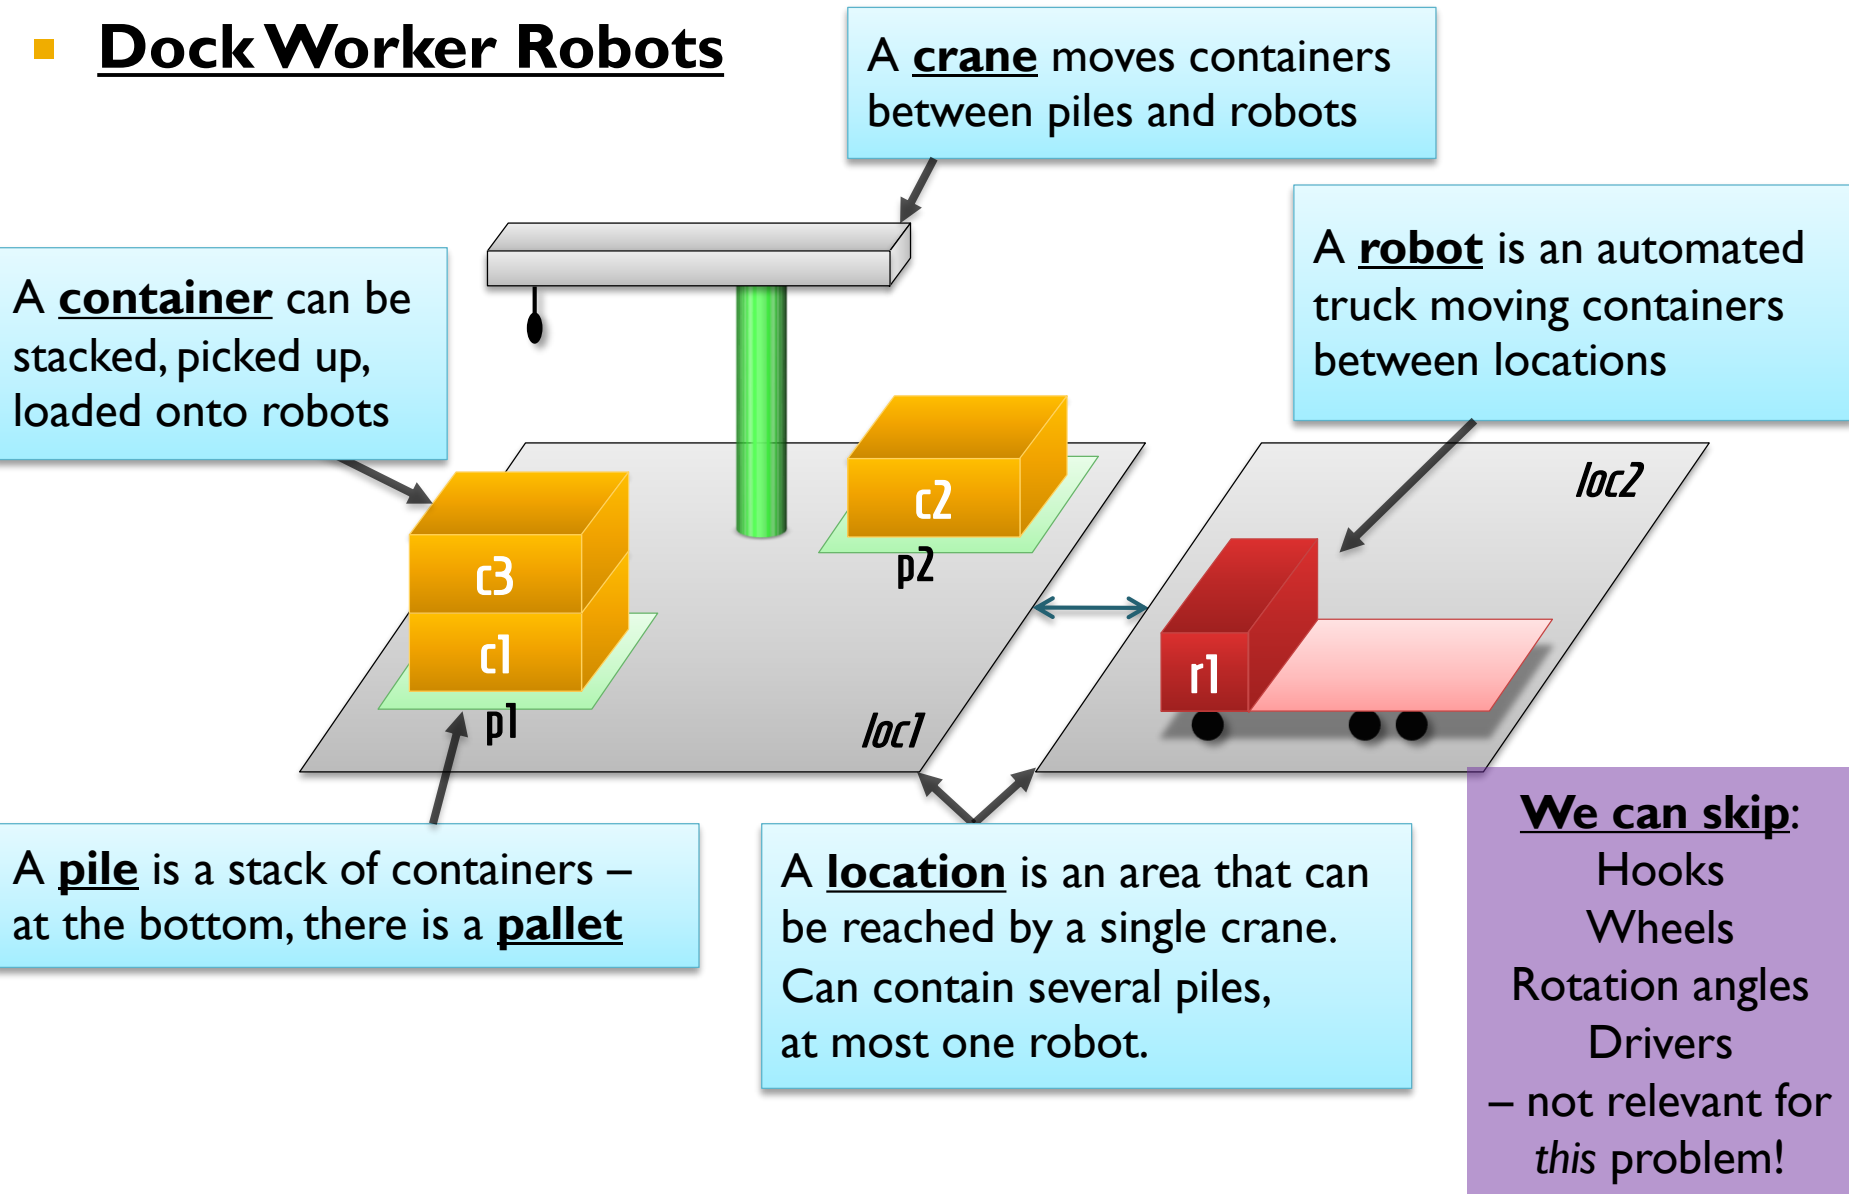 Dock Worker Robots
A crane moves containers
between piles and robots
A robot is an automated
truck moving containers
between locations
A container can be
stacked, picked up,
loaded onto robots
loc2
c2
p2
c3
c1
p1
loc1
r1
A pile is a stack of containers –
at the bottom, there is a pallet
A location is an area that can
be reached by a single crane.
Can contain several piles,
at most one robot.
We can skip:
Hooks
Wheels
Rotation angles
Drivers
– not relevant for
this problem!